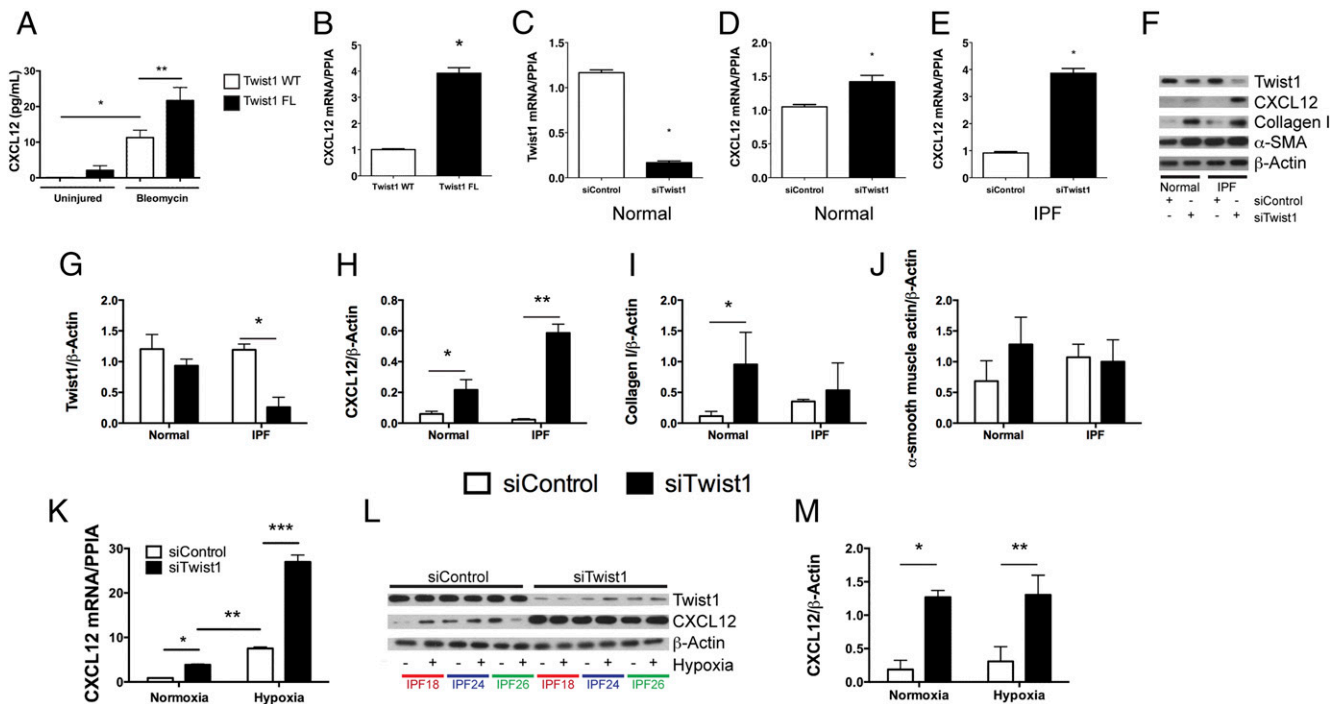 A
CXCL12 (pg/mL)
30
20
10
0
*
**
Uninjured
Bleomycin
Twist1 WT
Twist1 FL
B
CXCL12 mRNA/PPIA
5
4
3
2
1
0
*
Twist1 WT
Twist1 FL
C
Twist1 mRNA/PPIA
1.5
1.0
0.5
0.0
*
siControl
siTwist1
Normal
D
CXCL12 mRNA/PPIA
2.0
1.5
1.0
0.5
0.0
*
siControl
siTwist1
Normal
E
CXCL12 mRNA/PPIA
5
4
3
2
1
0
*
siControl
siTwist1
IPF
F
Twist1
CXCL12
Collagen I
α-SMA
β-Actin
Normal IPF
+ - + - siControl
- + - + siTwist1
G
Twist1/β-Actin
2.0
1.5
1.0
0.5
0.0
*
Normal
IPF
H
CXCL12/β-Actin
0.8
0.6
0.4
0.2
0.0
*
**
Normal
IPF
I
Collagen I/β-Actin
2.0
1.5
1.0
0.5
0.0
*
Normal
IPF
J
α-smooth muscle actin/β-Actin
2.0
1.5
1.0
0.5
0.0
Normal
IPF
siControl
siTwist1
K
CXCL12 mRNA/PPIA
30
20
10
0
siControl
siTwist1
*
**
***
Normoxia
Hypoxia
L
siControl siTwist1
Twist1
CXCL12
β-Actin
- + - + - + - + - + - + Hypoxia
IPF18 IPF24 IPF26 IPF18 IPF24 IPF26
M
CXCL12/β-Actin
2.0
1.5
1.0
0.5
0.0
*
**
Normoxia
Hypoxia